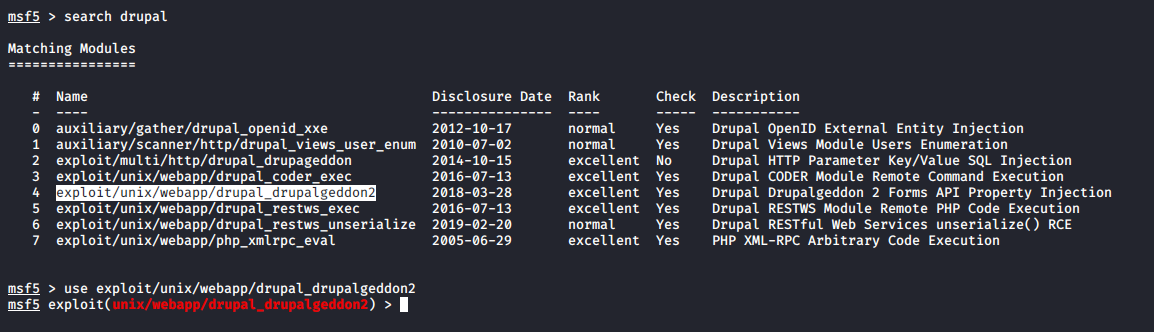 msf5 > search drupal
Matching Modules
================
#  Name                                       Disclosure Date  Rank       Check  Description
-  ----                                       ---------------  ----       -----  -----------
0  auxiliary/gather/drupal_openid_xxe         2012-10-17       normal     Yes    Drupal OpenID External Entity Injection
1  auxiliary/scanner/http/drupal_views_user_enum  2010-07-02       normal     Yes    Drupal Views Module Users Enumeration
2  exploit/multi/http/drupal_drupageddon      2014-10-15       excellent  No     Drupal HTTP Parameter Key/Value SQL Injection
3  exploit/unix/webapp/drupal_coder_exec      2016-07-13       excellent  Yes    Drupal CODER Module Remote Command Execution
4  exploit/unix/webapp/drupal_drupalgeddon2   2018-03-28       excellent  Yes    Drupal Drupalgeddon 2 Forms API Property Injection
5  exploit/unix/webapp/drupal_restws_exec     2016-07-13       excellent  Yes    Drupal RESTWS Module Remote PHP Code Execution
6  exploit/unix/webapp/drupal_restws_unserialize  2019-02-20       normal     Yes    Drupal RESTful Web Services unserialize() RCE
7  exploit/unix/webapp/php_xmlrpc_eval        2005-06-29       excellent  Yes    PHP XML-RPC Arbitrary Code Execution
msf5 > use exploit/unix/webapp/drupal_drupalgeddon2
msf5 exploit(unix/webapp/drupal_drupalgeddon2) >